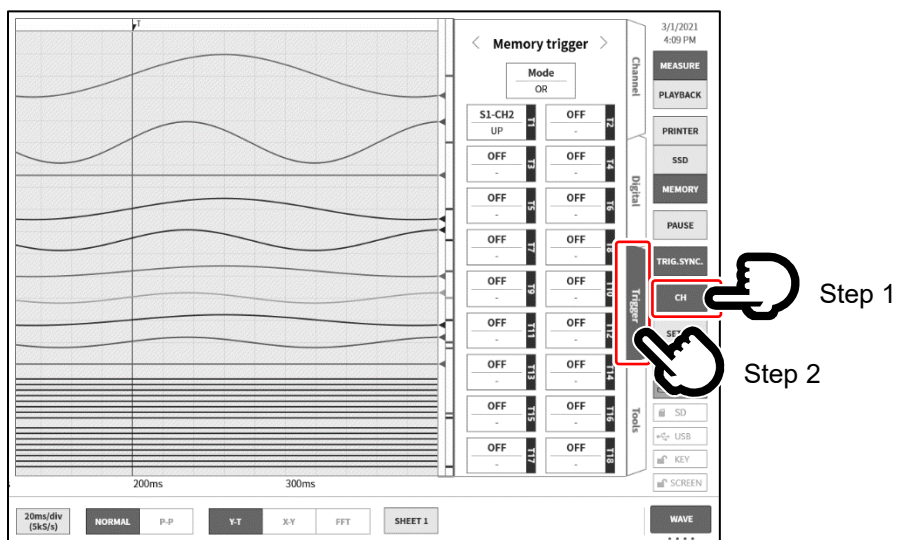 T
3/1/2021
4:09 PM
Memory trigger
Mode
OR
S1-CH2
UP
T1
OFF
-
T2
OFF
-
T3
OFF
-
T4
OFF
-
T5
OFF
-
T6
OFF
-
T7
OFF
-
T8
OFF
-
T9
OFF
-
T10
OFF
-
T11
OFF
-
T12
OFF
-
T13
OFF
-
T14
OFF
-
T15
OFF
-
T16
OFF
-
T17
OFF
-
T18
Channel
Digital
Trigger
Tools
MEASURE
PLAYBACK
PRINTER
SSD
MEMORY
PAUSE
TRIG.SYNC.
CH
Step 1
Step 2
SD
USB
KEY
SCREEN
200ms
300ms
20ms/div
(5kS/s)
NORMAL
P-P
Y-T
X-Y
FFT
SHEET 1
WAVE